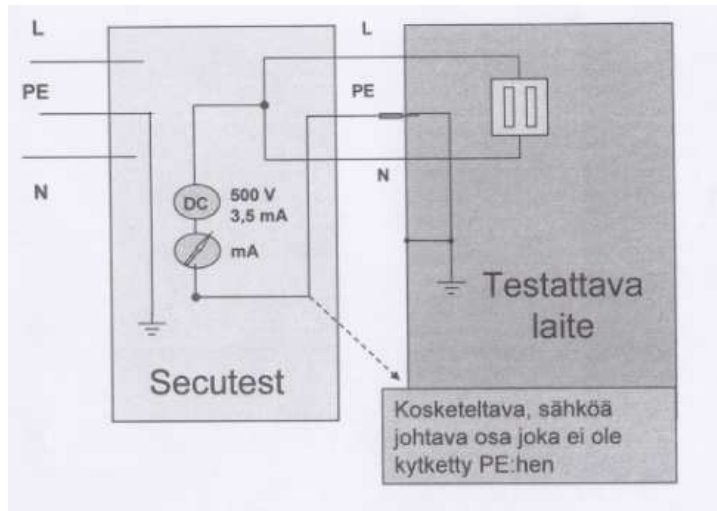 L
PE
N
L
PE
N
DC
500 V
3,5 mA
mA
Secutest
Testattava
laite
Kosketeltava, sähköä
johtava osa joka ei ole
kytketty PE:hen